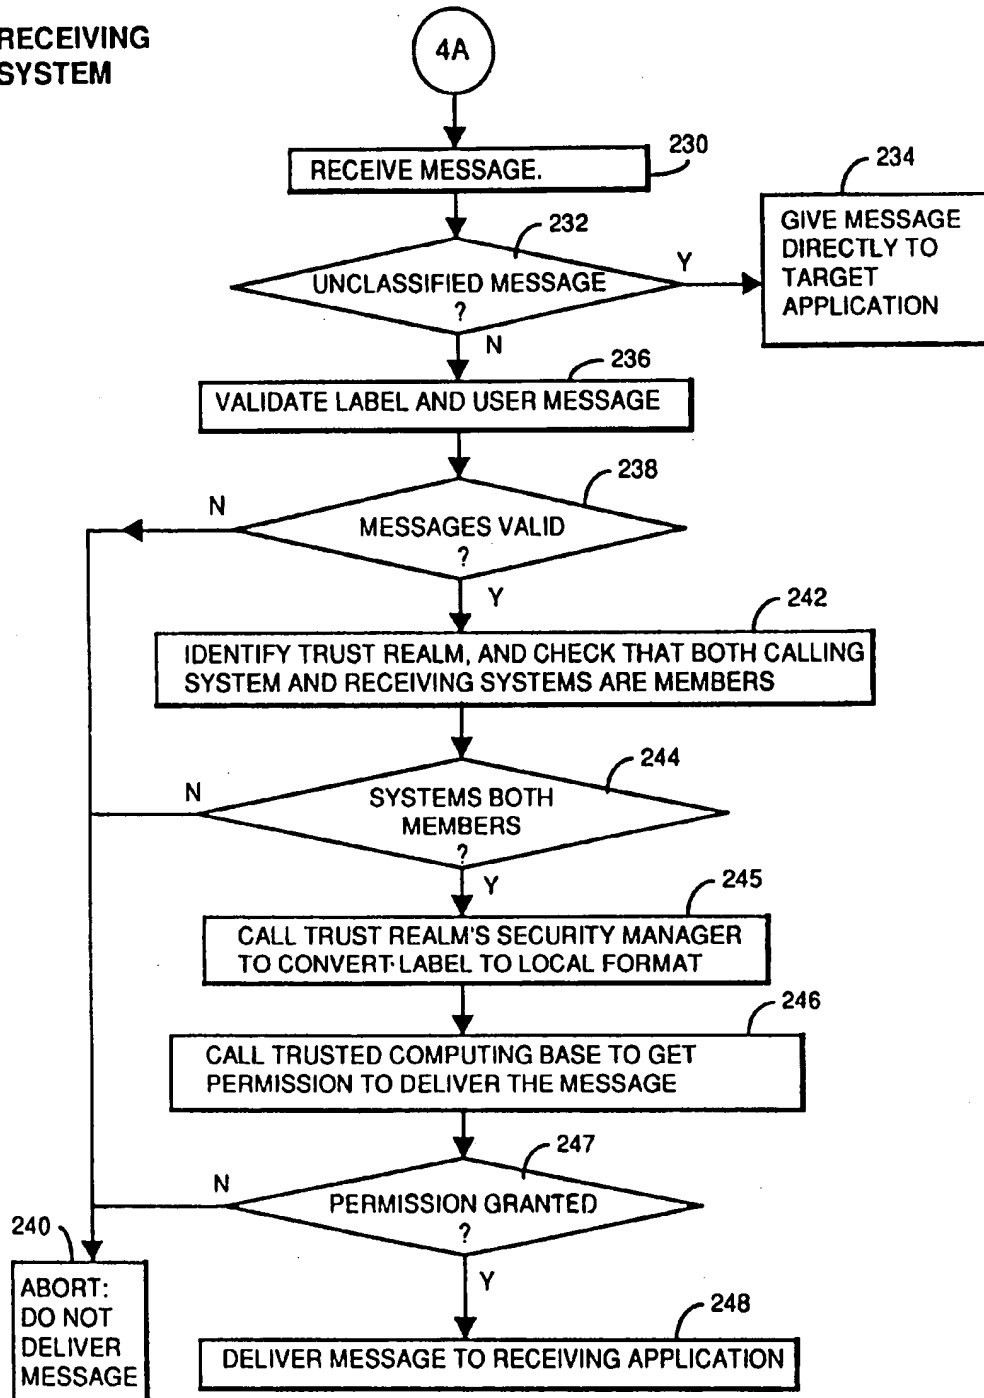 RECEIVING
SYSTEM
4A
230
RECEIVE MESSAGE.
232
234
UNCLASSIFIED MESSAGE
?
Y
GIVE MESSAGE
DIRECTLY TO
TARGET
APPLICATION
N
236
VALIDATE LABEL AND USER MESSAGE
238
N
MESSAGES VALID
?
Y
242
IDENTIFY TRUST REALM, AND CHECK THAT BOTH CALLING
SYSTEM AND RECEIVING SYSTEMS ARE MEMBERS
244
N
SYSTEMS BOTH
MEMBERS
?
Y
245
CALL TRUST REALM'S SECURITY MANAGER
TO CONVERT LABEL TO LOCAL FORMAT
246
CALL TRUSTED COMPUTING BASE TO GET
PERMISSION TO DELIVER THE MESSAGE
247
N
PERMISSION GRANTED
?
Y
240
ABORT:
DO NOT
DELIVER
MESSAGE
248
DELIVER MESSAGE TO RECEIVING APPLICATION